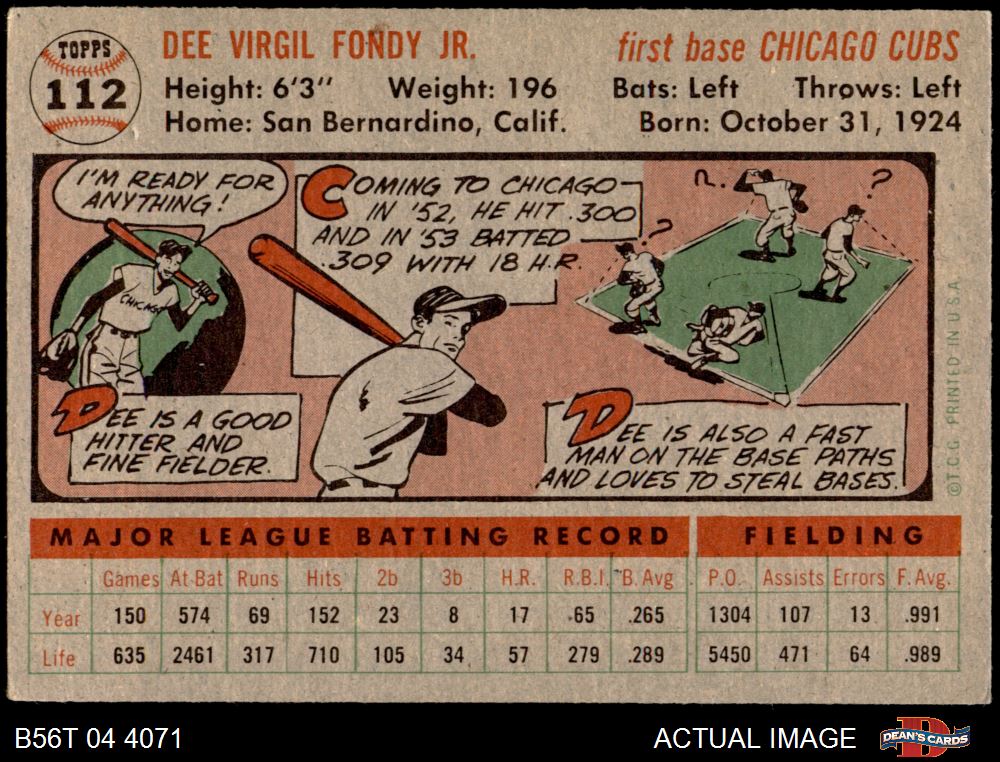 TOPPS
112
DEE VIRGIL FONDY JR.
first base CHICAGO CUBS
Height: 6'3" Weight: 196 Bats: Left Throws: Left
Home: San Bernardino, Calif. Born: October 31, 1924
I'M READY FOR
ANYTHING!
CHICAGO
DEE IS A GOOD
HITTER AND
FINE FIELDER.
COMING TO CHICAGO
IN '52, HE HIT .300
AND IN '53 BATTED
.309 WITH 18 H.R.
?
?
?
DEE IS ALSO A FAST
MAN ON THE BASE PATHS
AND LOVES TO STEAL BASES.
©T.C.G. PRINTED IN U.S.A.
MAJOR LEAGUE BATTING RECORD FIELDING
Games At Bat Runs Hits 2b 3b H.R. R.B.I. B. Avg P.O. Assists Errors F. Avg.
Year 150 574 69 152 23 8 17 65 .265 1304 107 13 .991
Life 635 2461 317 710 105 34 57 279 .289 5450 471 64 .989
B56T 04 4071
ACTUAL IMAGE
D
DEAN'S CARDS